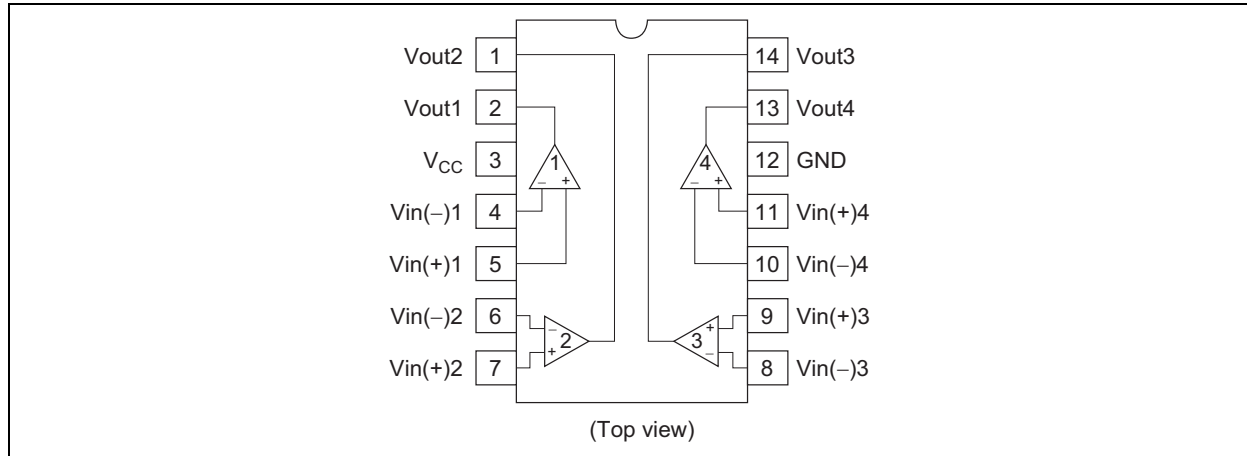 Vout2 1 14 Vout3
Vout1 2 13 Vout4
VCC 3 1 4 12 GND
− + − +
Vin(−)1 4 11 Vin(+)4
Vin(+)1 5 10 Vin(−)4
Vin(−)2 6 − + 9 Vin(+)3
2 3
Vin(+)2 7 + − 8 Vin(−)3
(Top view)